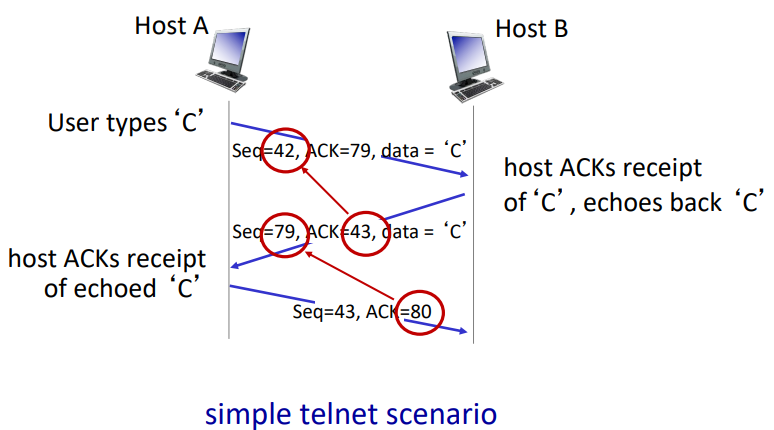 Host A
Host B
User types ‘C’
Seq=42, ACK=79, data = ‘C’
host ACKs receipt
of ‘C’, echoes back ‘C’
Seq=79, ACK=43, data = ‘C’
host ACKs receipt
of echoed ‘C’
Seq=43, ACK=80
simple telnet scenario